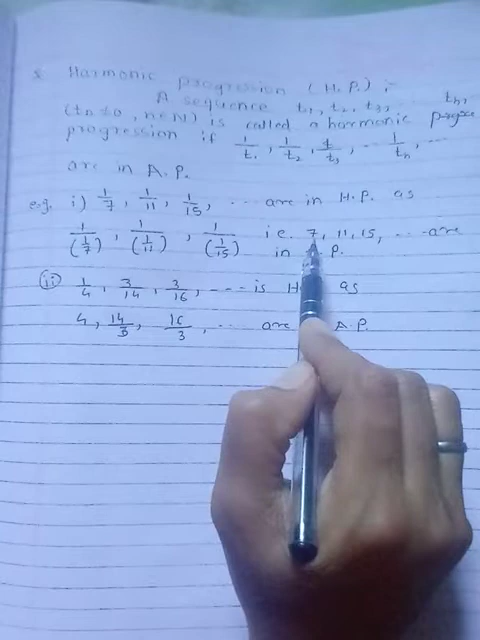 Harmonic progression (H.P.) :-
A sequence t₁, t₂, t₃, tn,
(tn ≠ 0, n∈N) is called a harmonic
progression if 1/t₁, 1/t₂, 1/t₃, ... 1/tn, ...
are in A.P.
e.g. i) 1/7, 1/11, 1/15, ... are in H.P. as
1/(1/7), 1/(1/11), 1/(1/15) i.e. 7, 11, 15, ... are
in P.
(ii) 1/4, 3/14, 3/16, ---- is H as
4, 14/3, 16/3, ... are A.P.